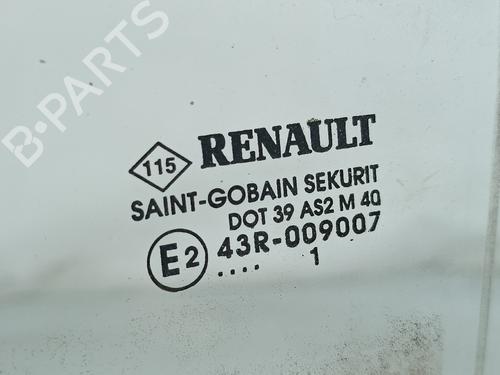 B-PARTS
115 RENAULT
SAINT-GOBAIN SEKURIT
DOT 39 AS2 M 40
E2 43R-009007
.... 1